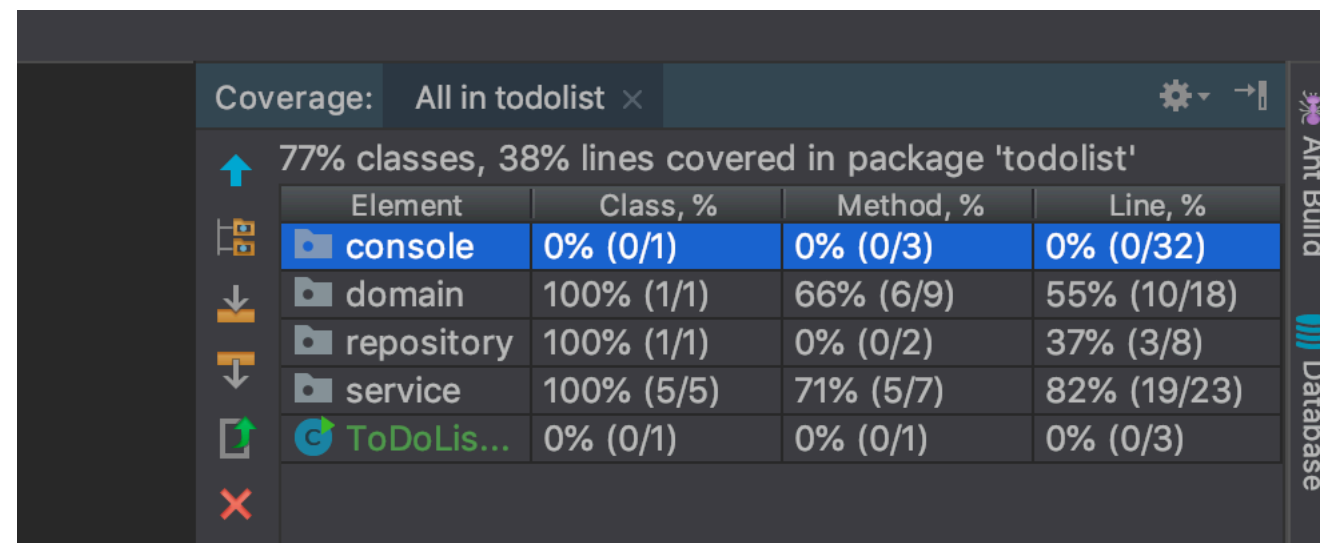 Coverage: All in todolist
77% classes, 38% lines covered in package 'todolist'
Element Class, % Method, % Line, %
console 0% (0/1) 0% (0/3) 0% (0/32)
domain 100% (1/1) 66% (6/9) 55% (10/18)
repository 100% (1/1) 0% (0/2) 37% (3/8)
service 100% (5/5) 71% (5/7) 82% (19/23)
C ToDoLis... 0% (0/1) 0% (0/1) 0% (0/3)
Ant Build
Database